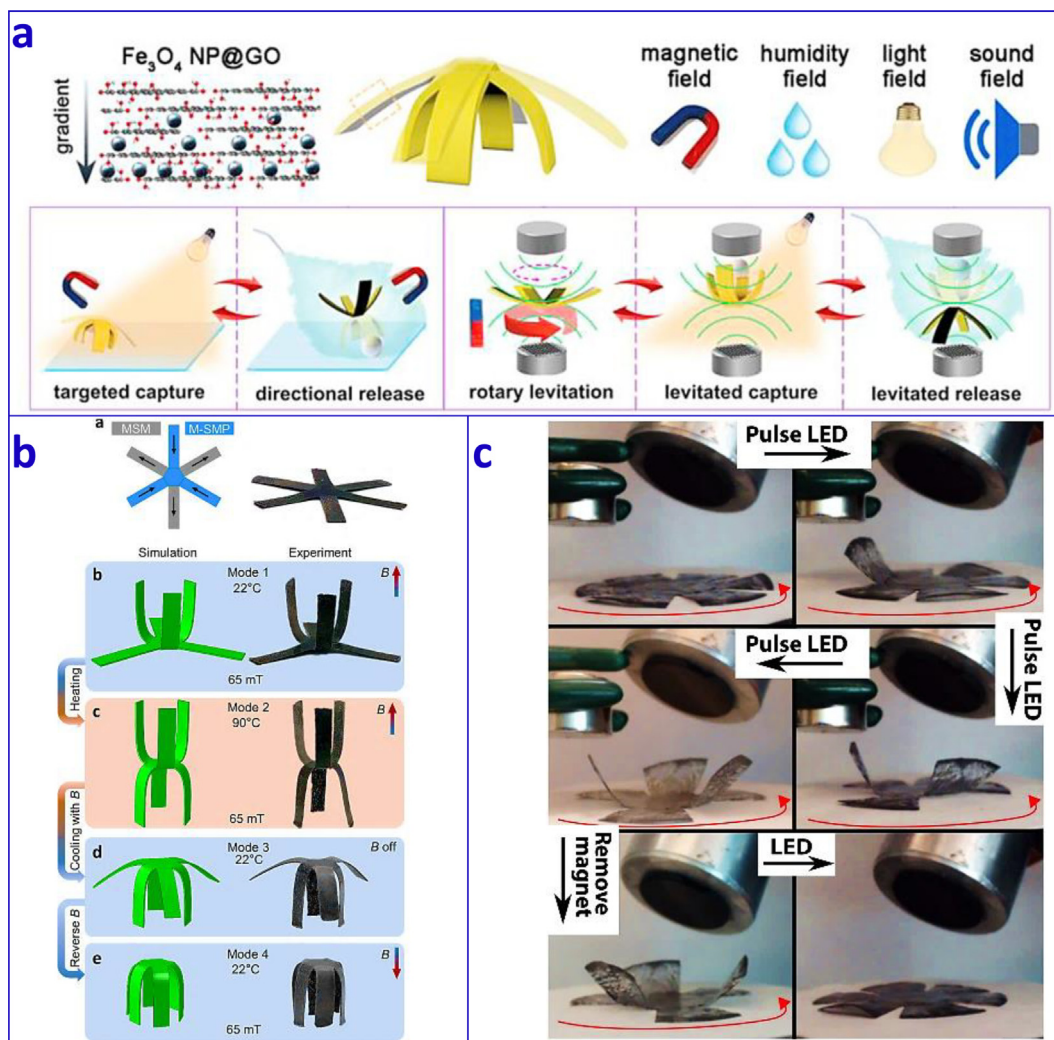 a
Fe₃O₄ NP@GO
gradient
magnetic
field
humidity
field
light
field
sound
field
targeted capture
directional release
rotary levitation
levitated capture
levitated release
b
a
MSM
M-SMP
Simulation
Experiment
b
Mode 1
22°C
B
65 mT
Heating
c
Mode 2
90°C
B
65 mT
Cooling with B
d
Mode 3
22°C
B off
Reverse B
e
Mode 4
22°C
B
65 mT
c
Pulse LED
Pulse LED
Pulse LED
Remove
magnet
LED